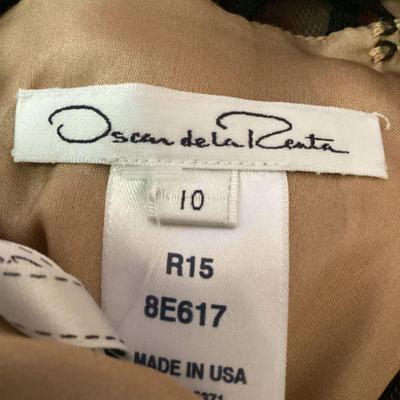 Oscar de la Renta
10
R15
8E617
MADE IN USA